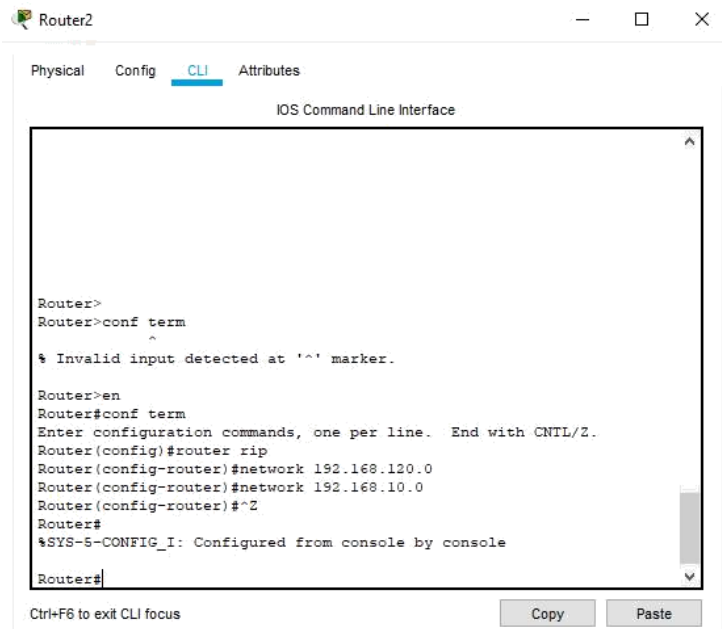 Router2
Physical Config CLI Attributes
IOS Command Line Interface
Router>
Router>conf term
^
% Invalid input detected at '^' marker.
Router>en
Router#conf term
Enter configuration commands, one per line.  End with CNTL/Z.
Router(config)#router rip
Router(config-router)#network 192.168.120.0
Router(config-router)#network 192.168.10.0
Router(config-router)#^Z
Router#
%SYS-5-CONFIG_I: Configured from console by console
Router#
Ctrl+F6 to exit CLI focus
Copy Paste